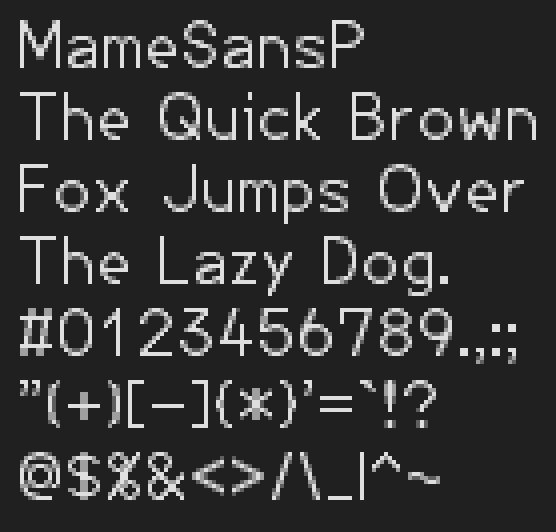 MameSansP
The Quick Brown
Fox Jumps Over
The Lazy Dog.
#0123456789.,:;
"(+)[−]{*}'=`!?
@$%&<>/\_|^~